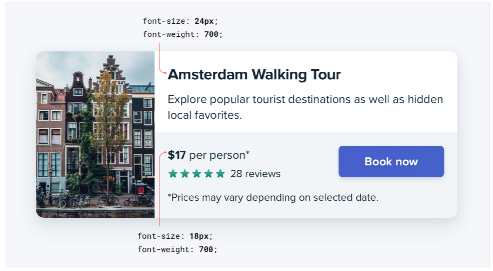 font-size: 24px;
font-weight: 700;
Amsterdam Walking Tour
Explore popular tourist destinations as well as hidden
local favorites.
$17 per person*
Book now
28 reviews
*Prices may vary depending on selected date.
font-size: 18px;
font-weight: 700;